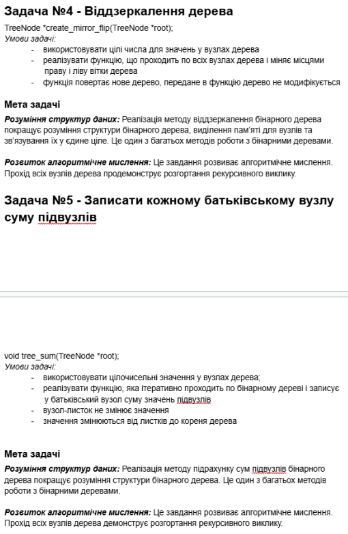 Задача №4 - Віддзеркалення дерева
TreeNode *create_mirror_flip(TreeNode *root);
Умови задачі:
- використовувати цілі числа для значень у вузлах дерева
- реалізувати функцію, що проходить по всіх вузлах дерева і міняє місцями
праву і ліву вітки дерева
- функція повертає нове дерево, передане в функцію дерево не модифікується
Мета задачі
Розуміння структур даних: Реалізація методу віддзеркалення бінарного дерева
покращує розуміння структури бінарного дерева, виділення пам'яті для вузлів та
зв'язування їх у єдине ціле. Це один з багатьох методів роботи з бінарними деревами.
Розвиток алгоритмічне мислення: Це завдання розвиває алгоритмічне мислення.
Прохід всіх вузлів дерева продемонструє розгортання рекурсивного виклику.
Задача №5 - Записати кожному батьківському вузлу
суму підвузлів
void tree_sum(TreeNode *root);
Умови задачі:
- використовувати цілочисельні значення у вузлах дерева;
- реалізувати функцію, яка ітеративно проходить по бінарному дереві і записує
у батьківський вузол суму значень підвузлів
- вузол-листок не змінює значення
- значення змінюються від листків до кореня дерева
Мета задачі
Розуміння структур даних: Реалізація методу підрахунку сум підвузлів бінарного
дерева покращує розуміння структури бінарного дерева. Це один з багатьох методів
роботи з бінарними деревами.
Розвиток алгоритмічне мислення: Це завдання розвиває алгоритмічне мислення.
Прохід всіх вузлів дерева демонструє розгортання рекурсивного виклику.